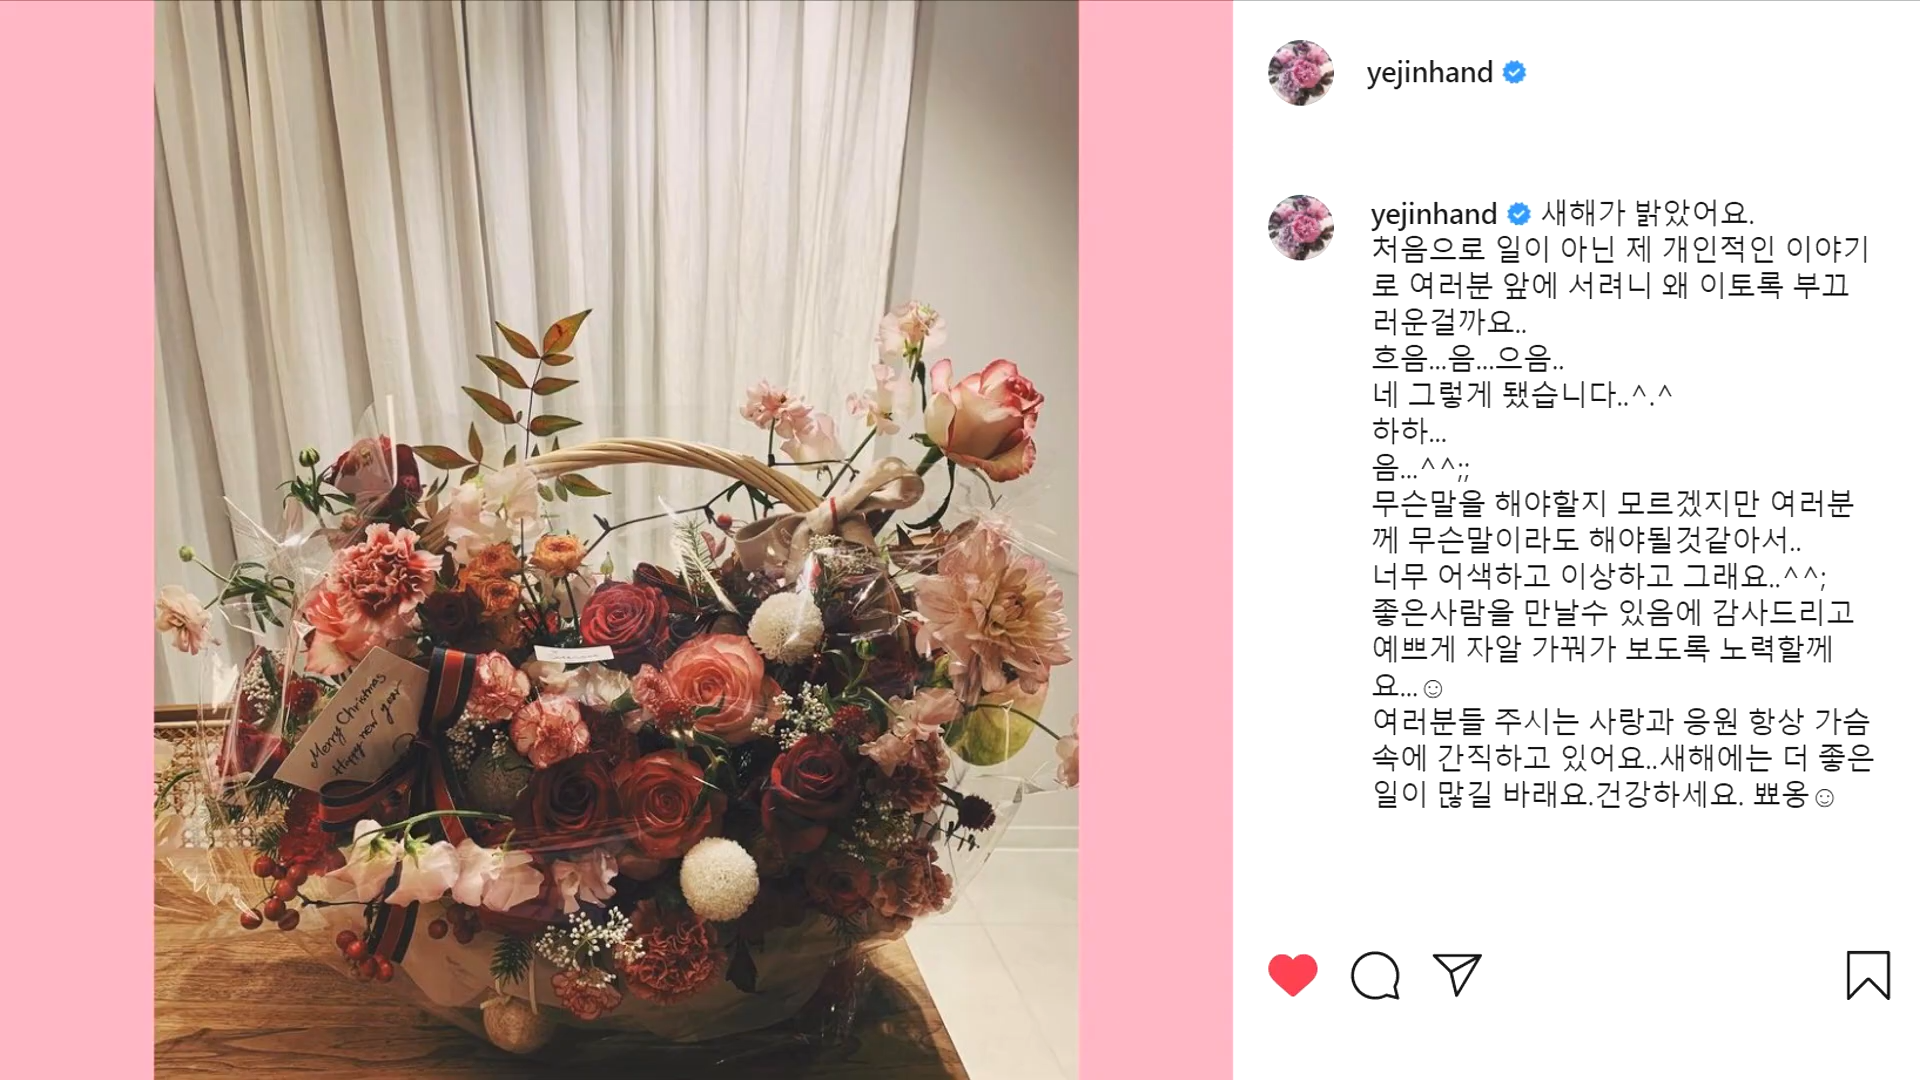 yejinhand
yejinhand 새해가 밝았어요.
처음으로 일이 아닌 제 개인적인 이야기
로 여러분 앞에 서려니 왜 이토록 부끄
러운걸까요..
흐음...음...으음..
네 그렇게 됐습니다..^.^
하하...
음...^^;;
무슨말을 해야할지 모르겠지만 여러분
께 무슨말이라도 해야될것같아서..
너무 어색하고 이상하고 그래요..^^;
좋은사람을 만날수 있음에 감사드리고
예쁘게 자알 가꿔가 보도록 노력할께
요...☺
여러분들 주시는 사랑과 응원 항상 가슴
속에 간직하고 있어요..새해에는 더 좋은
일이 많길 바래요.건강하세요. 뾰옹☺
Merry Christmas
Happy new year